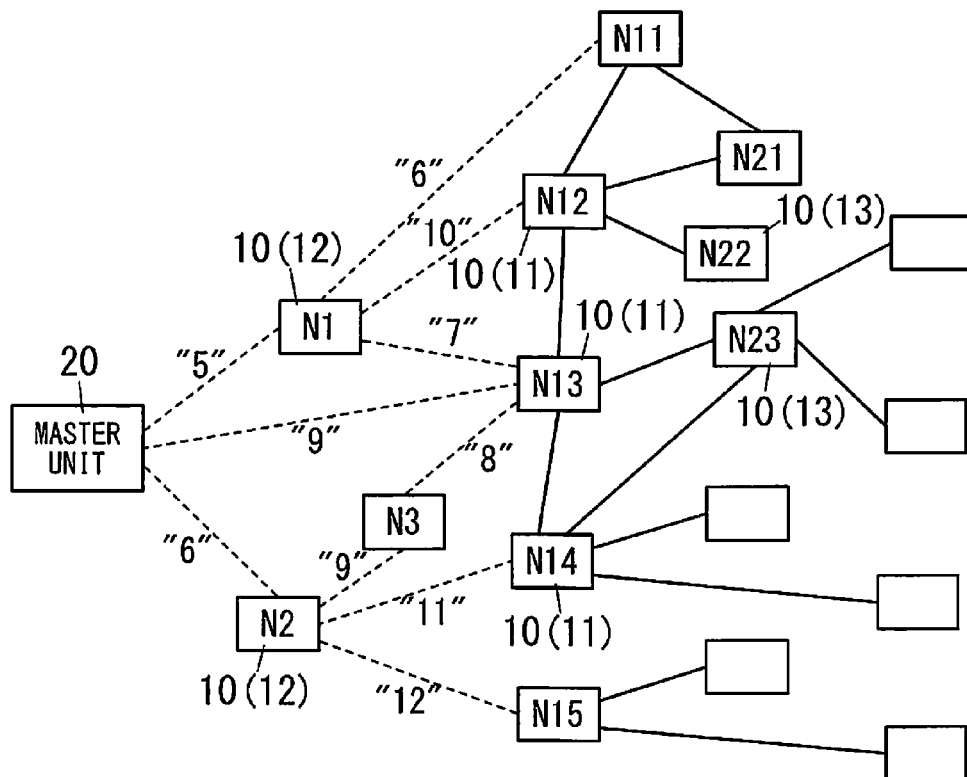 N11
N21
"6"
N12
10(13)
"10"
N22
10(12)
10(11)
N1
"7"
10(11)
N23
20
"5"
N13
10(13)
MASTER
UNIT
"9"
"8"
N3
"6"
"9"
N14
"11"
N2
10(11)
10(12)
"12"
N15